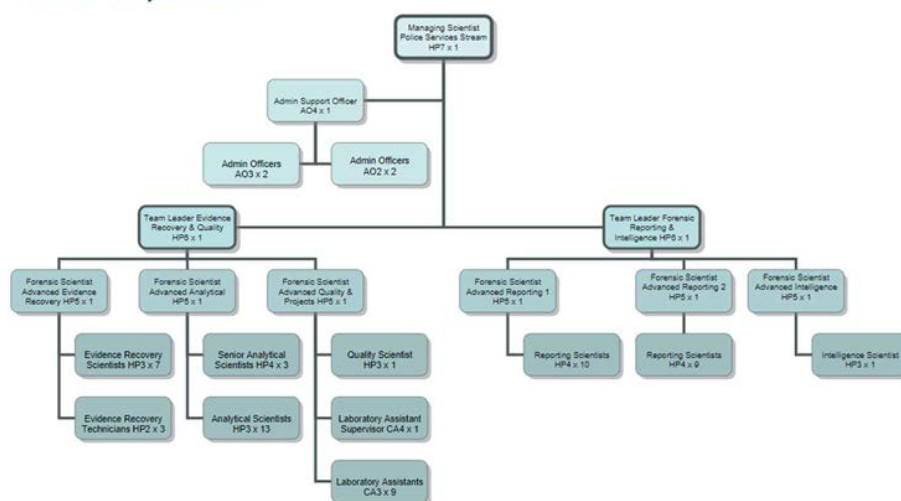 Managing Scientist
Police Services Stream
HP7 x 1
Admin Support Officer
AO4 x 1
Admin Officers
AO3 x 2
Admin Officers
AO2 x 2
Team Leader Evidence
Recovery & Quality
HP6 x 1
Team Leader Forensic
Reporting &
Intelligence HP6 x 1
Forensic Scientist
Advanced Evidence
Recovery HP5 x 1
Forensic Scientist
Advanced Analytical
HP5 x 1
Forensic Scientist
Advanced Quality &
Projects HP5 x 1
Forensic Scientist
Advanced Reporting 1
HP5 x 1
Forensic Scientist
Advanced Reporting 2
HP5 x 1
Forensic Scientist
Advanced Intelligence
HP5 x 1
Evidence Recovery
Scientists HP3 x 7
Senior Analytical
Scientists HP4 x 3
Quality Scientist
HP3 x 1
Reporting Scientists
HP4 x 10
Reporting Scientists
HP4 x 9
Intelligence Scientist
HP3 x 1
Evidence Recovery
Technicians HP2 x 3
Analytical Scientists
HP3 x 13
Laboratory Assistant
Supervisor CA4 x 1
Laboratory Assistants
CA3 x 9